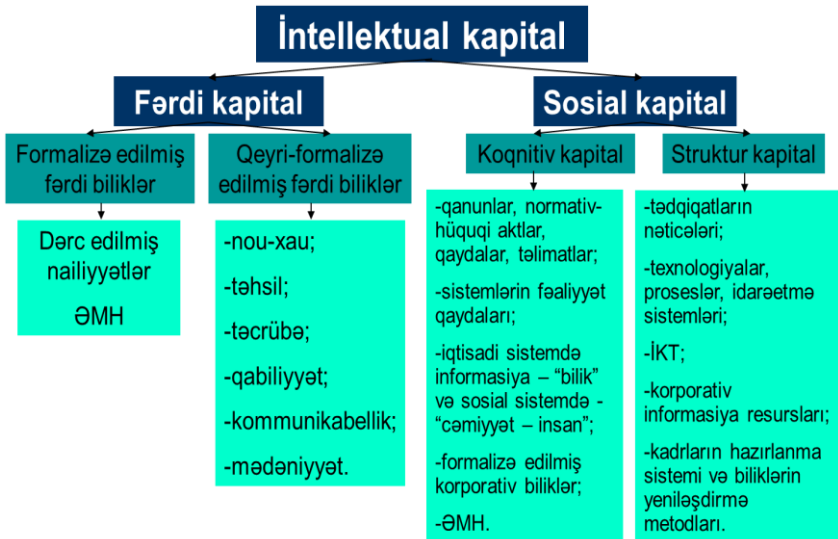 İntellektual kapital
Fərdi kapital
Sosial kapital
Formalizə edilmiş
fərdi biliklər
Qeyri-formalizə
edilmiş fərdi biliklər
Koqnitiv kapital
Struktur kapital
Dərc edilmiş
nailiyyətlər
ƏMH
-nou-xau;
-təhsil;
-təcrübə;
-qabiliyyət;
-kommunikabellik;
-mədəniyyət.
-qanunlar, normativ-
hüquqi aktlar,
qaydalar, təlimatlar;
-sistemlərin fəaliyyət
qaydaları;
-iqtisadi sistemdə
informasiya – “bilik”
və sosial sistemdə -
“cəmiyyət – insan”;
-formalizə edilmiş
korporativ biliklər;
-ƏMH.
-tədqiqatların
nəticələri;
-texnologiyalar,
proseslər, idarəetmə
sistemləri;
-İKT;
-korporativ
informasiya resursları;
-kadrların hazırlanma
sistemi və biliklərin
yeniləşdirmə
metodları.